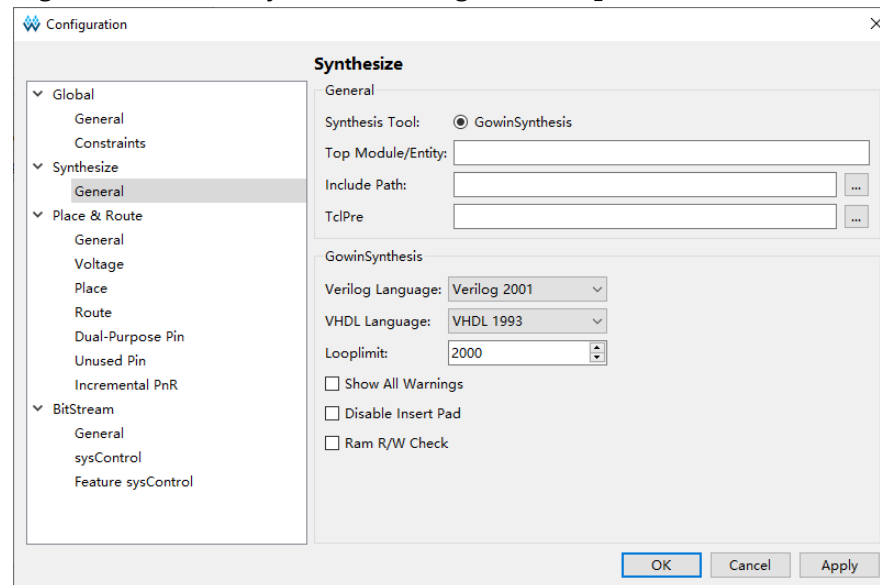 Configuration
Synthesize
Global
General
Constraints
Synthesize
General
Place & Route
General
Voltage
Place
Route
Dual-Purpose Pin
Unused Pin
Incremental PnR
BitStream
General
sysControl
Feature sysControl
General
Synthesis Tool: GowinSynthesis
Top Module/Entity:
Include Path: ...
TclPre ...
GowinSynthesis
Verilog Language: Verilog 2001
VHDL Language: VHDL 1993
Looplimit: 2000
Show All Warnings
Disable Insert Pad
Ram R/W Check
OK Cancel Apply